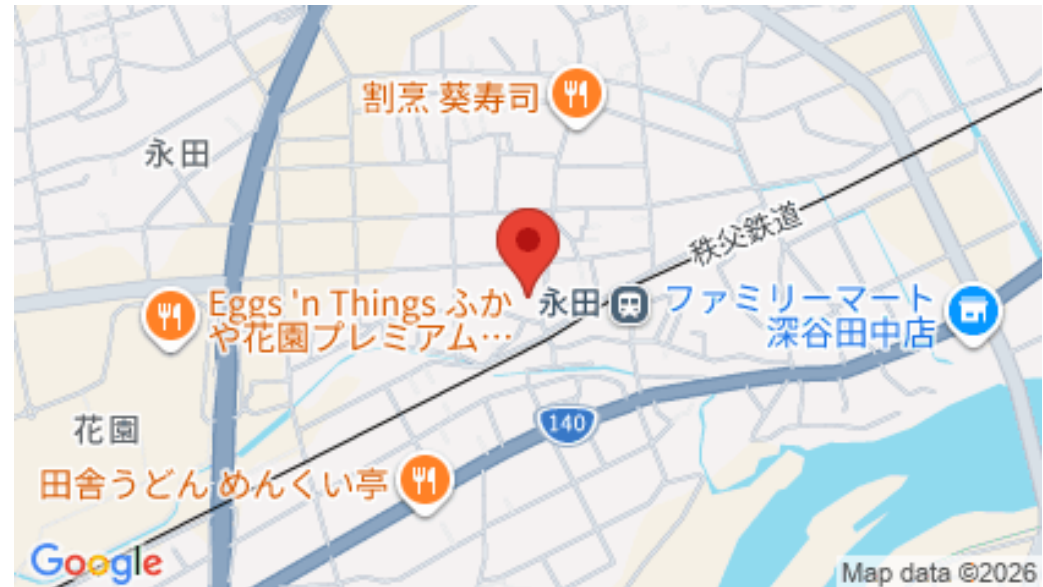 割烹 葵寿司
永田
秩父鉄道
Eggs 'n Things ふか
や花園プレミアム…
永田
ファミリーマート
深谷田中店
花園
140
田舎うどん めんくい亭
Google
Map data ©2026